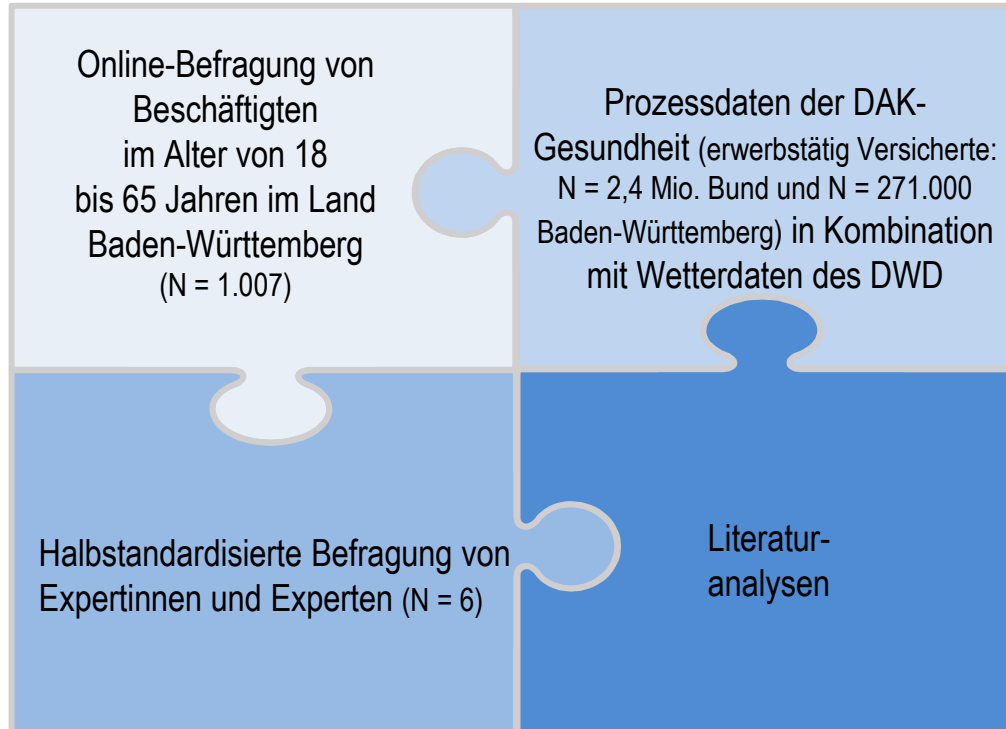 Online-Befragung von
Beschäftigten
im Alter von 18
bis 65 Jahren im Land
Baden-Württemberg
(N = 1.007)
Prozessdaten der DAK-
Gesundheit (erwerbstätig Versicherte:
N = 2,4 Mio. Bund und N = 271.000
Baden-Württemberg) in Kombination
mit Wetterdaten des DWD
Halbstandardisierte Befragung von
Expertinnen und Experten (N = 6)
Literatur-
analysen